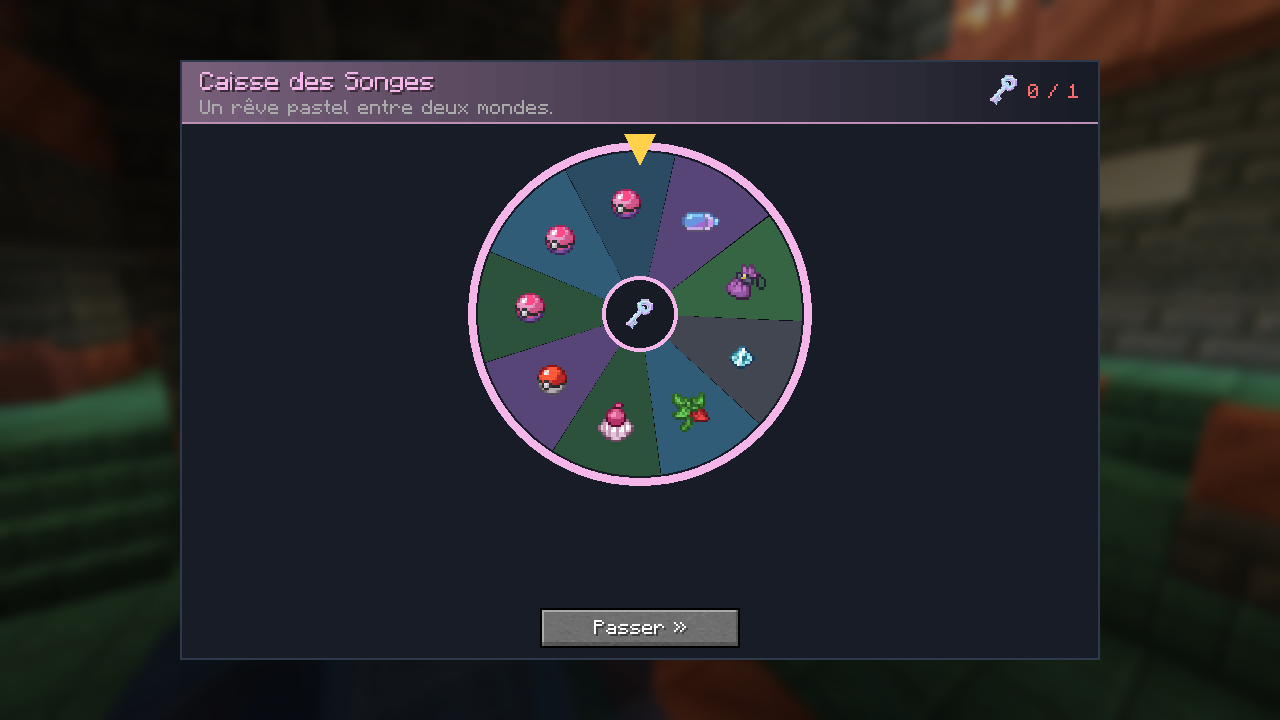 Caisse des Songes
Un rêve pastel entre deux mondes.
0 / 1
Passer »